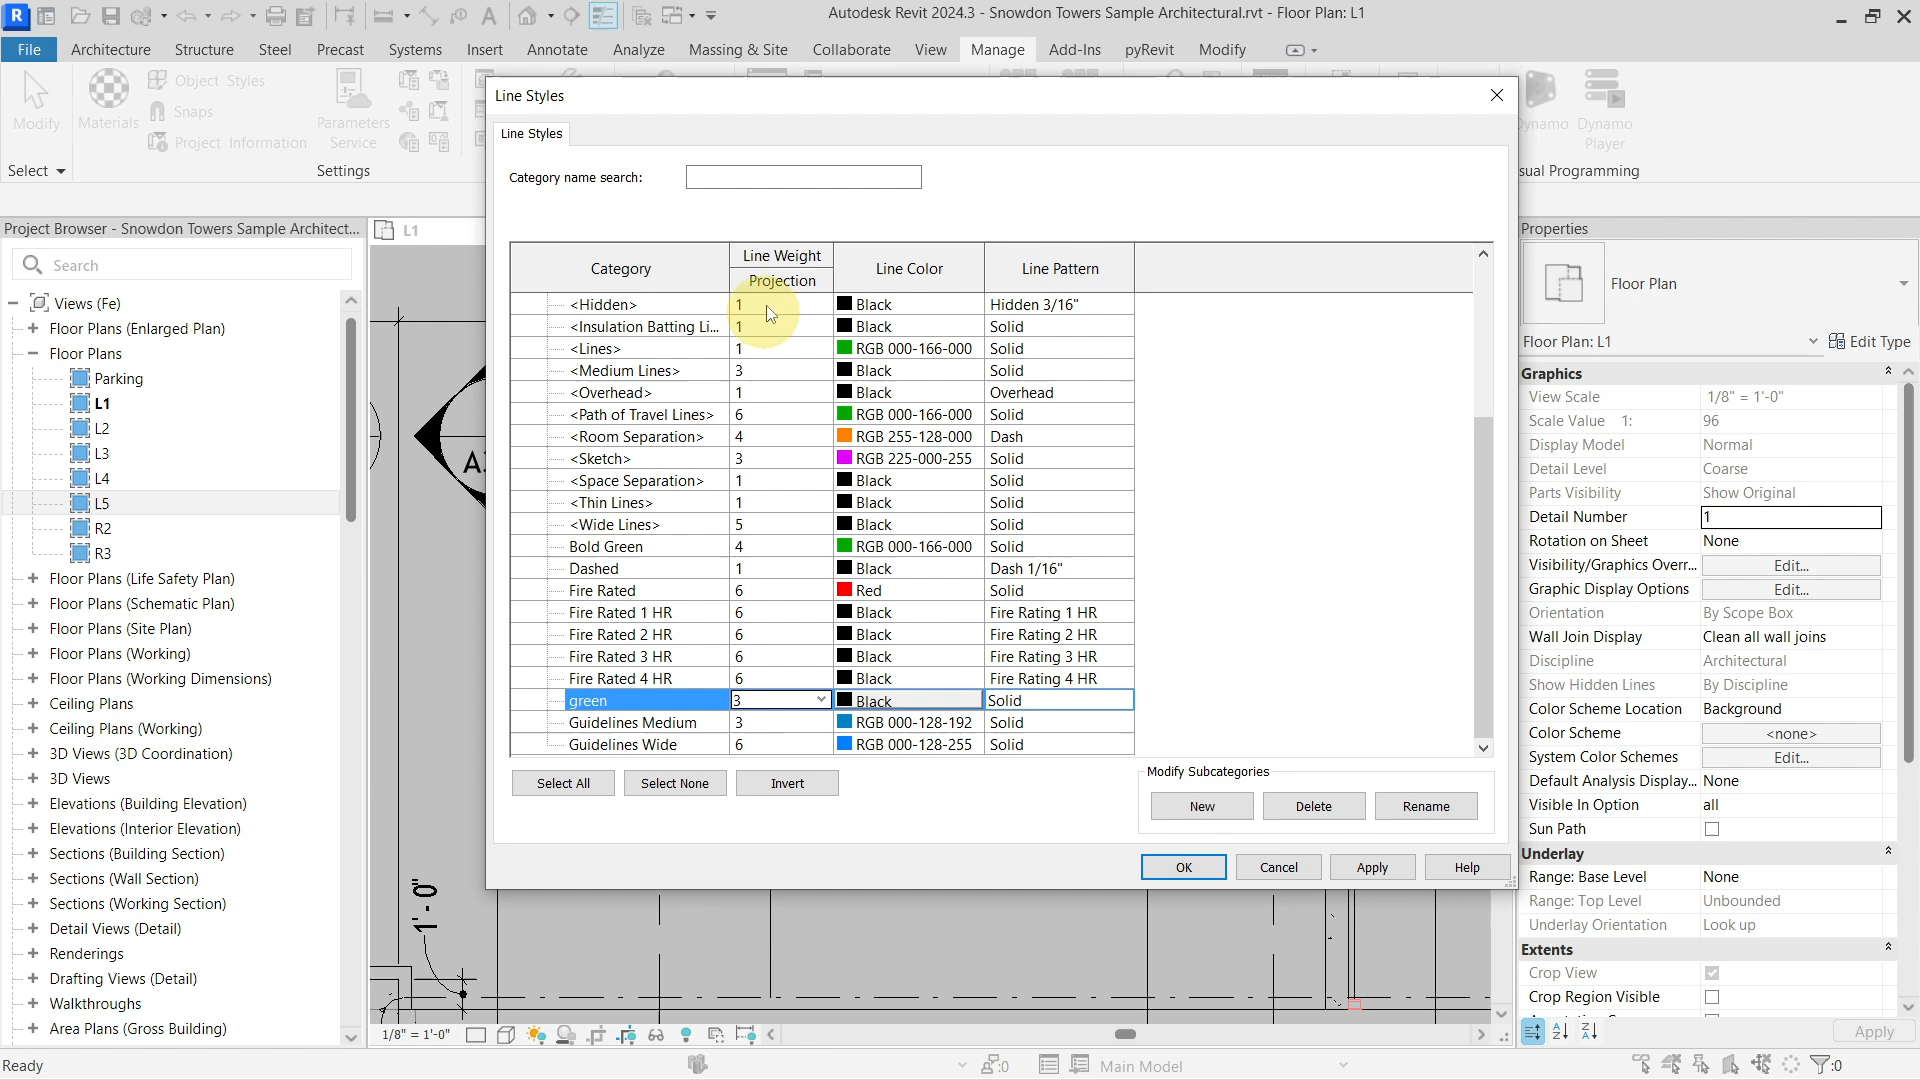 Autodesk Revit 2024.3 - Snowdon Towers Sample Architectural.rvt - Floor Plan: L1
File Architecture Structure Steel Precast Systems Insert Annotate Analyze Massing & Site Collaborate View Manage Add-Ins pyRevit Modify
Modify
Materials
Object Styles
Snaps
Project Information
Parameters
Service
Dynamo
Dynamo
Player
Select
Settings
sual Programming
Project Browser - Snowdon Towers Sample Architect...
Search
Views (Fe)
Floor Plans (Enlarged Plan)
Floor Plans
Parking
L1
L2
L3
L4
L5
R2
R3
Floor Plans (Life Safety Plan)
Floor Plans (Schematic Plan)
Floor Plans (Site Plan)
Floor Plans (Working)
Floor Plans (Working Dimensions)
Ceiling Plans
Ceiling Plans (Working)
3D Views (3D Coordination)
3D Views
Elevations (Building Elevation)
Elevations (Interior Elevation)
Sections (Building Section)
Sections (Wall Section)
Sections (Working Section)
Detail Views (Detail)
Renderings
Drafting Views (Detail)
Walkthroughs
Area Plans (Gross Building)
L1
1'-0"
Line Styles
Line Styles
Category name search:
Category Line Weight Line Color Line Pattern
Projection
<Hidden> 1 Black Hidden 3/16"
<Insulation Batting Li... 1 Black Solid
<Lines> 1 RGB 000-166-000 Solid
<Medium Lines> 3 Black Solid
<Overhead> 1 Black Overhead
<Path of Travel Lines> 6 RGB 000-166-000 Solid
<Room Separation> 4 RGB 255-128-000 Dash
<Sketch> 3 RGB 225-000-255 Solid
<Space Separation> 1 Black Solid
<Thin Lines> 1 Black Solid
<Wide Lines> 5 Black Solid
Bold Green 4 RGB 000-166-000 Solid
Dashed 1 Black Dash 1/16"
Fire Rated 6 Red Solid
Fire Rated 1 HR 6 Black Fire Rating 1 HR
Fire Rated 2 HR 6 Black Fire Rating 2 HR
Fire Rated 3 HR 6 Black Fire Rating 3 HR
Fire Rated 4 HR 6 Black Fire Rating 4 HR
green 3 Black Solid
Guidelines Medium 3 RGB 000-128-192 Solid
Guidelines Wide 6 RGB 000-128-255 Solid
Select All Select None Invert
Modify Subcategories
New Delete Rename
OK Cancel Apply Help
Properties
Floor Plan
Floor Plan: L1 Edit Type
Graphics
View Scale 1/8" = 1'-0"
Scale Value 1: 96
Display Model Normal
Detail Level Coarse
Parts Visibility Show Original
Detail Number 1
Rotation on Sheet None
Visibility/Graphics Overr... Edit...
Graphic Display Options Edit...
Orientation By Scope Box
Wall Join Display Clean all wall joins
Discipline Architectural
Show Hidden Lines By Discipline
Color Scheme Location Background
Color Scheme <none>
System Color Schemes Edit...
Default Analysis Display... None
Visible In Option all
Sun Path
Underlay
Range: Base Level None
Range: Top Level Unbounded
Underlay Orientation Look up
Extents
Crop View
Crop Region Visible
Apply
1/8" = 1'-0"
Ready
:0
Main Model
:0